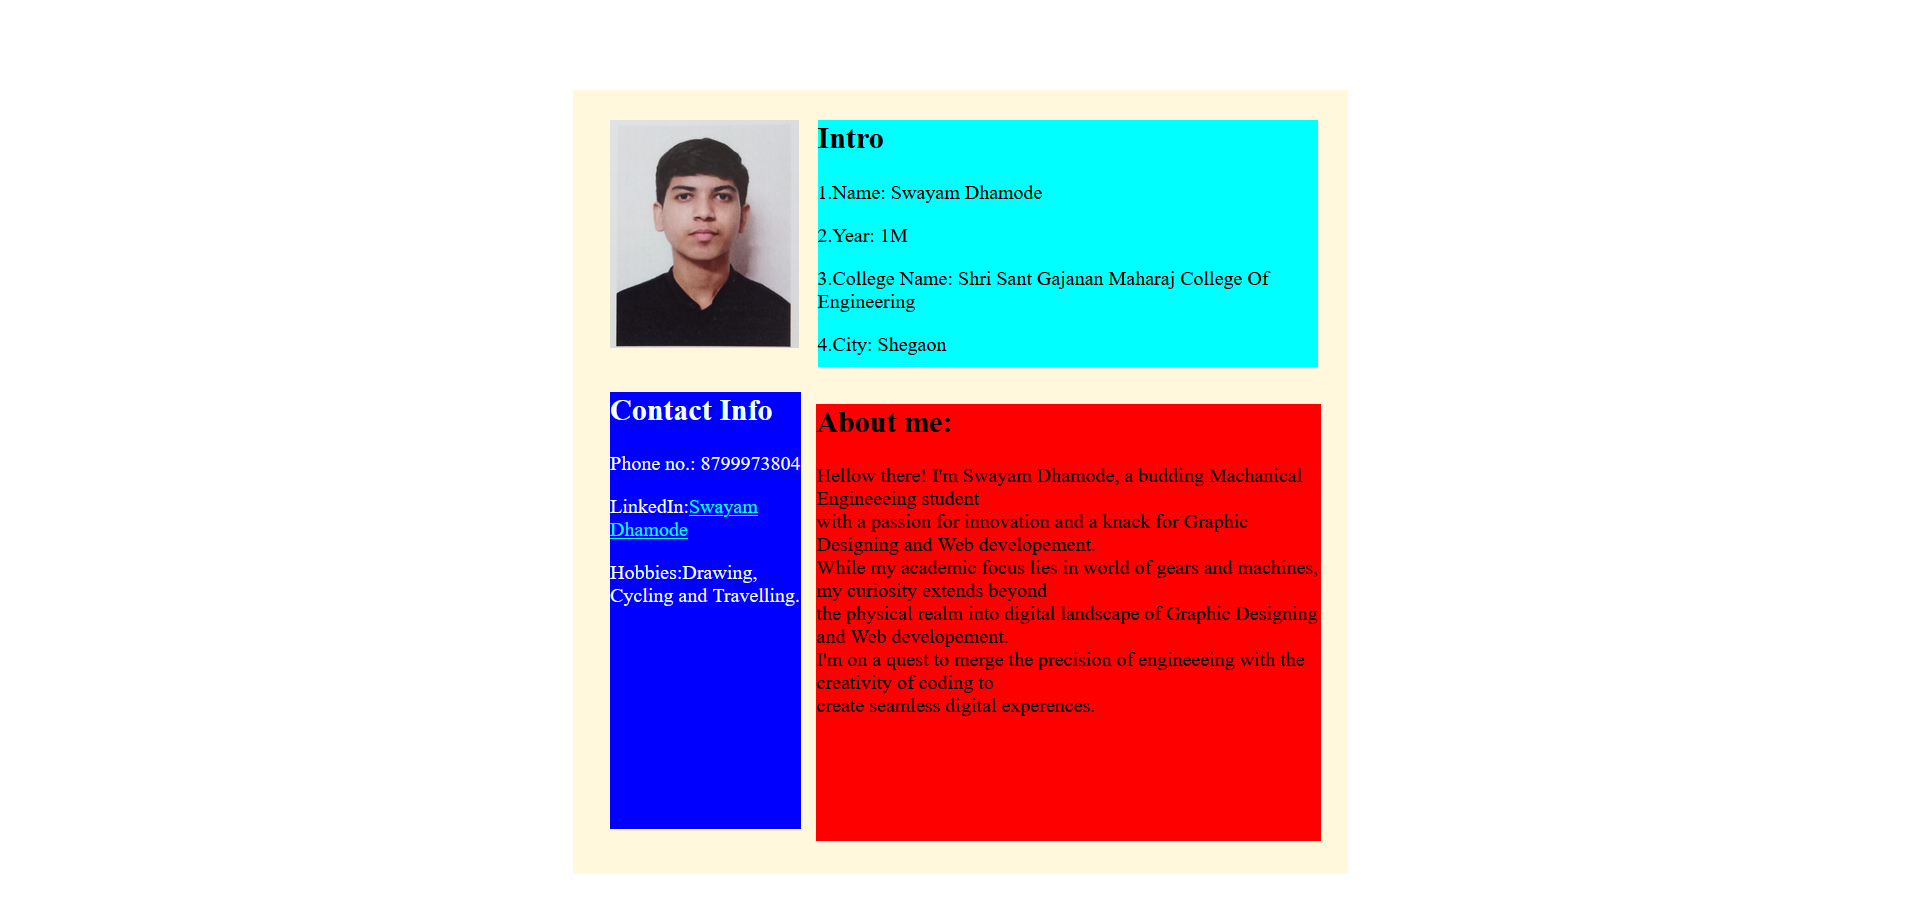 Intro
1.Name: Swayam Dhamode
2.Year: 1M
3.College Name: Shri Sant Gajanan Maharaj College Of
Engineering
4.City: Shegaon
Contact Info
Phone no.: 8799973804
LinkedIn:Swayam
Dhamode
Hobbies:Drawing,
Cycling and Travelling.
About me:
Hellow there! I'm Swayam Dhamode, a budding Machanical
Engineeeing student
with a passion for innovation and a knack for Graphic
Designing and Web developement.
While my academic focus lies in world of gears and machines,
my curiosity extends beyond
the physical realm into digital landscape of Graphic Designing
and Web developement.
I'm on a quest to merge the precision of engineeeing with the
creativity of coding to
create seamless digital experences.